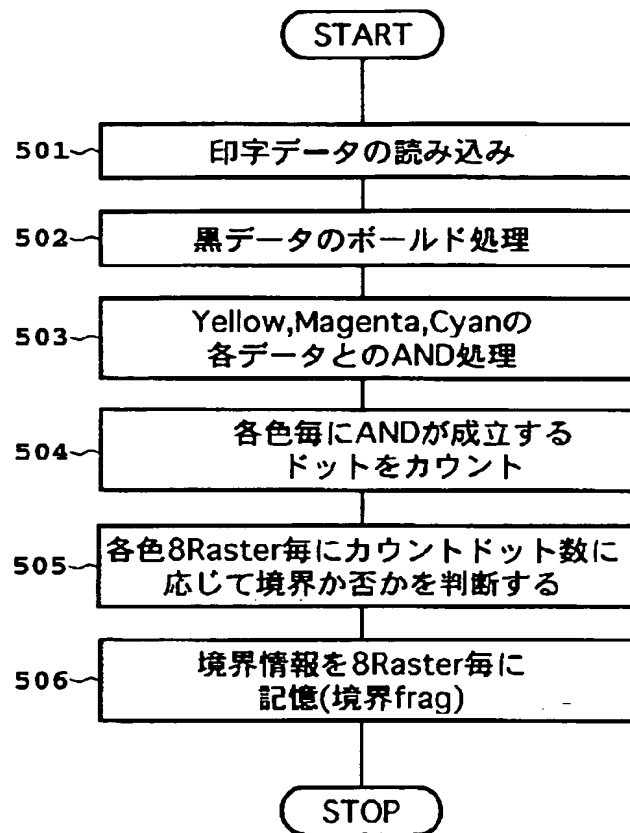 START
501
印字データの読み込み
502
黒データのボールド処理
503
Yellow,Magenta,Cyanの
各データとのAND処理
504
各色毎にANDが成立する
ドットをカウント
505
各色8Raster毎にカウントドット数に
応じて境界か否かを判断する
506
境界情報を8Raster毎に
記憶(境界frag)
STOP